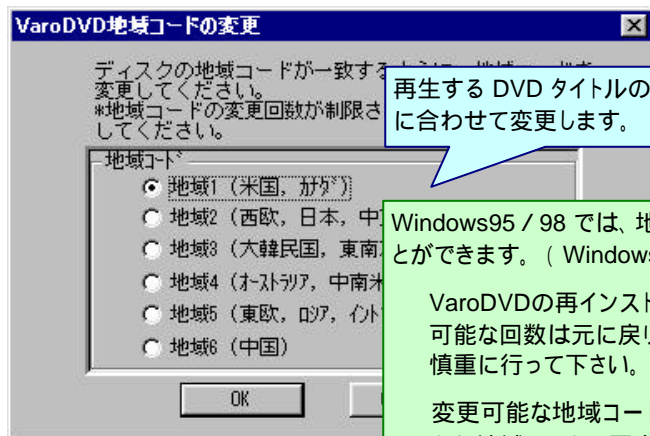 VaroDVD地域コードの変更
ディスクの地域コードが一致する
変更してください。
*地域コードの変更回数が制限さ
してください。
再生する DVD タイトルの
に合わせて変更します。
地域ｺｰﾄﾞ
地域1 (米国, ｶﾅﾀﾞ)
地域2 (西欧, 日本, 中
地域3 (大韓民国, 東南
地域4 (ｵｰｽﾄﾗﾘｱ, 中南米
地域5 (東欧, ﾛｼｱ, ｲﾝﾄﾞ
地域6 (中国)
OK
Windows95 / 98 では、地
とができます。 ( Windows
VaroDVDの再インスト
可能な回数は元に戻り
慎重に行って下さい。
変更可能な地域コー